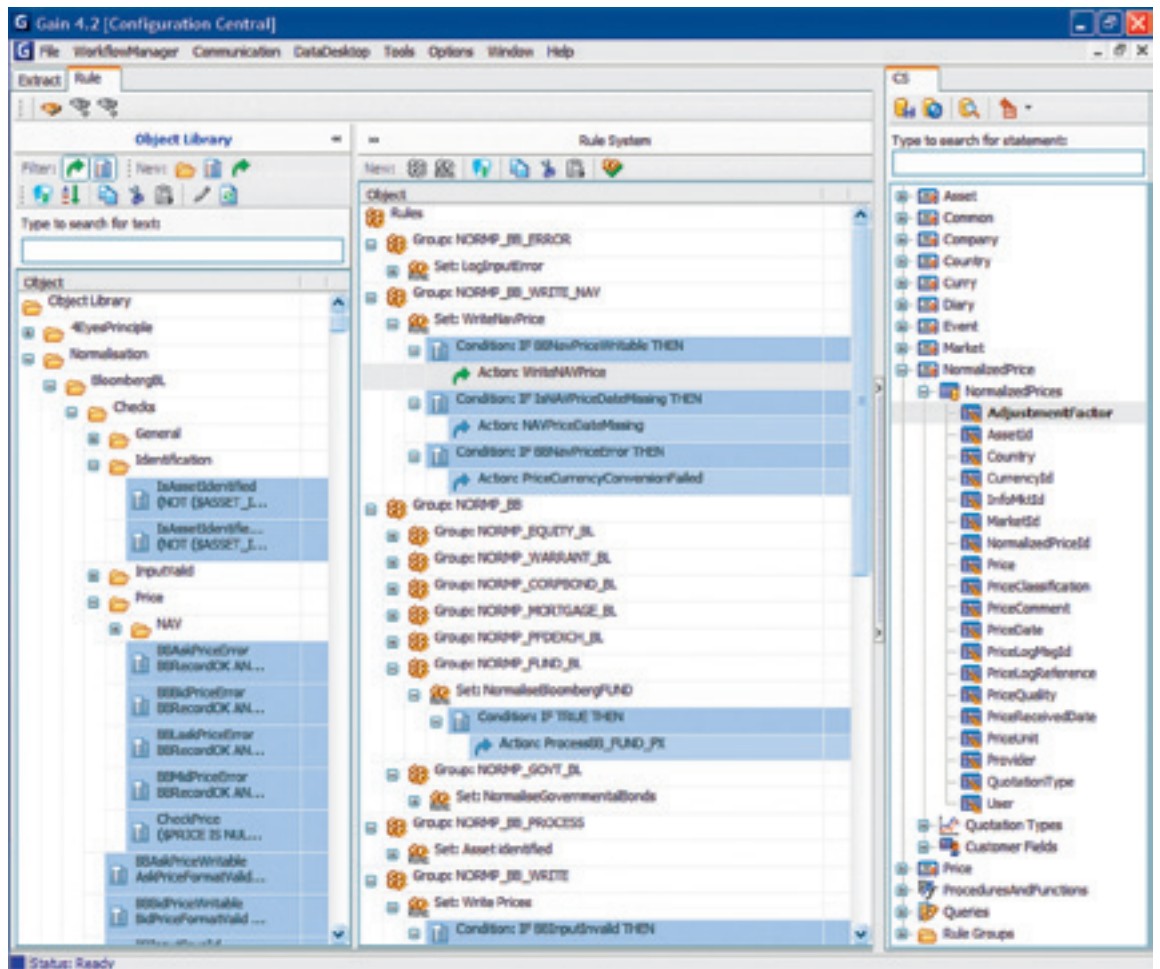 Gain 4.2 [Configuration Central]
File WorkflowManager Communication DataDesktop Tools Options Window Help
Extract Rule
Object Library
Filter: New:
Type to search for text:
Object
Object Library
4EyesPrinciple
Normalisation
BloombergBL
Checks
General
Identification
IsAssetIdentified
(NOT ($ASSET_I...
IsAssetIdentifie...
(NOT ($ASSET_I...
InputValid
Price
NAV
BBAskPriceError
BBRecordOK AN...
BBBidPriceError
BBRecordOK AN...
BBLastPriceError
BBRecordOK AN...
BBMidPriceError
BBRecordOK AN...
CheckPrice
($PRICE IS NUL...
BBAskPriceWritable
AskPriceFormatValid ...
BBBidPriceWritable
BidPriceFormatValid ...
Rule System
New:
Object
Rules
Group: NORMP_BB_ERROR
Set: LogInputError
Group: NORMP_BB_WRITE_NAV
Set: WriteNavPrice
Condition: IF BBNavPriceWritable THEN
Action: WriteNAVPrice
Condition: IF IsNAVPriceDateMissing THEN
Action: NAVPriceDateMissing
Condition: IF BBNavPriceError THEN
Action: PriceCurrencyConversionFailed
Group: NORMP_BB
Group: NORMP_EQUITY_BL
Group: NORMP_WARRANT_BL
Group: NORMP_CORPBOND_BL
Group: NORMP_MORTGAGE_BL
Group: NORMP_PFDEXCH_BL
Group: NORMP_FUND_BL
Set: NormaliseBloombergFUND
Condition: IF TRUE THEN
Action: ProcessBB_FUND_PX
Group: NORMP_GOVT_BL
Set: NormaliseGovernmentalBonds
Group: NORMP_BB_PROCESS
Set: Asset identified
Group: NORMP_BB_WRITE
Set: Write Prices
Condition: IF BBInputInvalid THEN
CS
Type to search for statement:
Asset
Common
Company
Country
Curry
Diary
Event
Market
NormalizedPrice
NormalizedPrices
AdjustmentFactor
AssetId
Country
CurrencyId
InfoMktId
MarketId
NormalizedPriceId
Price
PriceClassification
PriceComment
PriceDate
PriceLogMsgId
PriceLogReference
PriceQuality
PriceReceivedDate
PriceUnit
Provider
QuotationType
User
Quotation Types
Customer Fields
Price
ProceduresAndFunctions
Queries
Rule Groups
Status: Ready